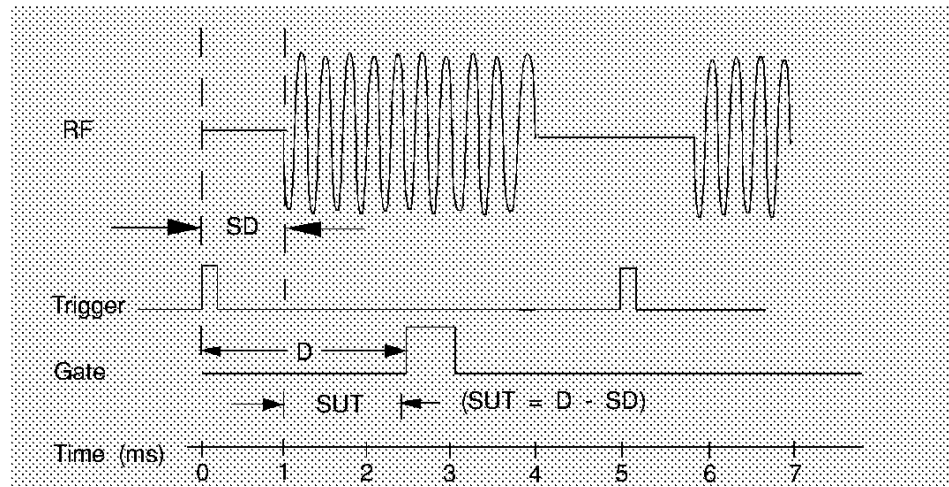 RF
SD
Trigger
D
Gate
SUT (SUT = D - SD)
Time (ms)
0 1 2 3 4 5 6 7